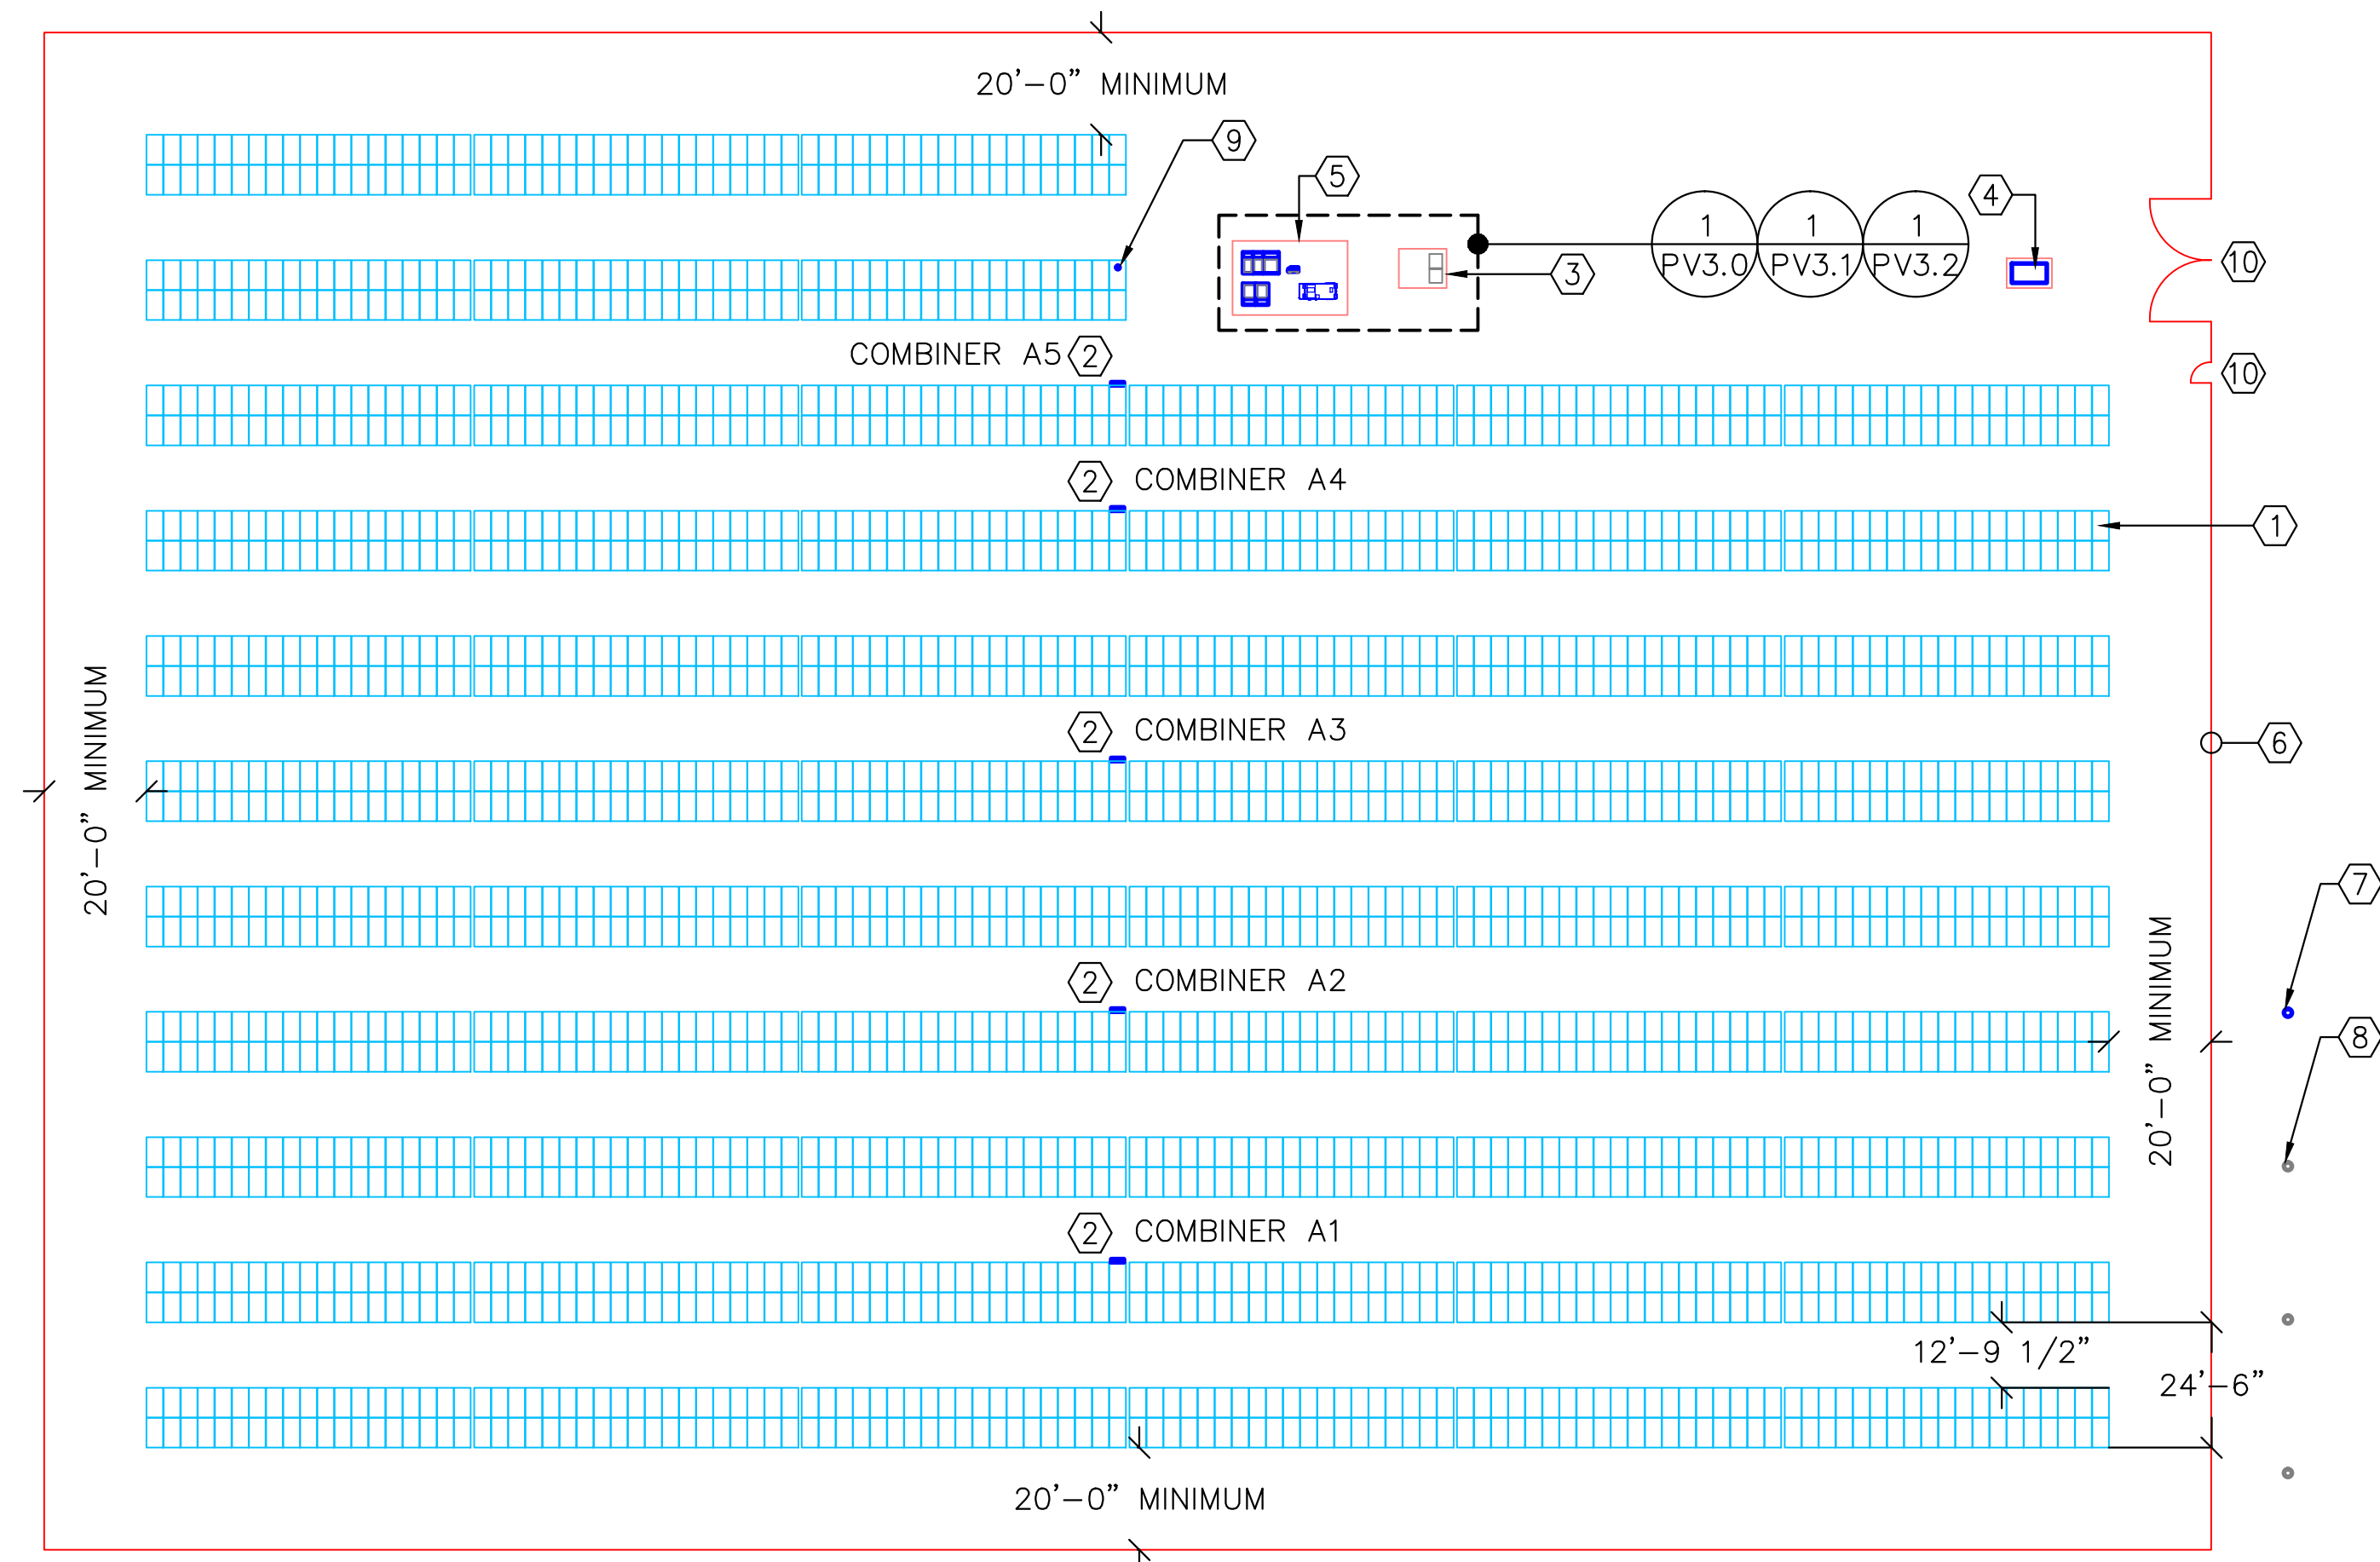 20'-0" MINIMUM
9
5
4
1
1
1
PV3.0
PV3.1
PV3.2
3
10
COMBINER A5
2
10
2
COMBINER A4
1
20'-0" MINIMUM
2
COMBINER A3
6
7
2
COMBINER A2
20'-0" MINIMUM
8
2
COMBINER A1
12'-9 1/2"
24'-6"
20'-0" MINIMUM